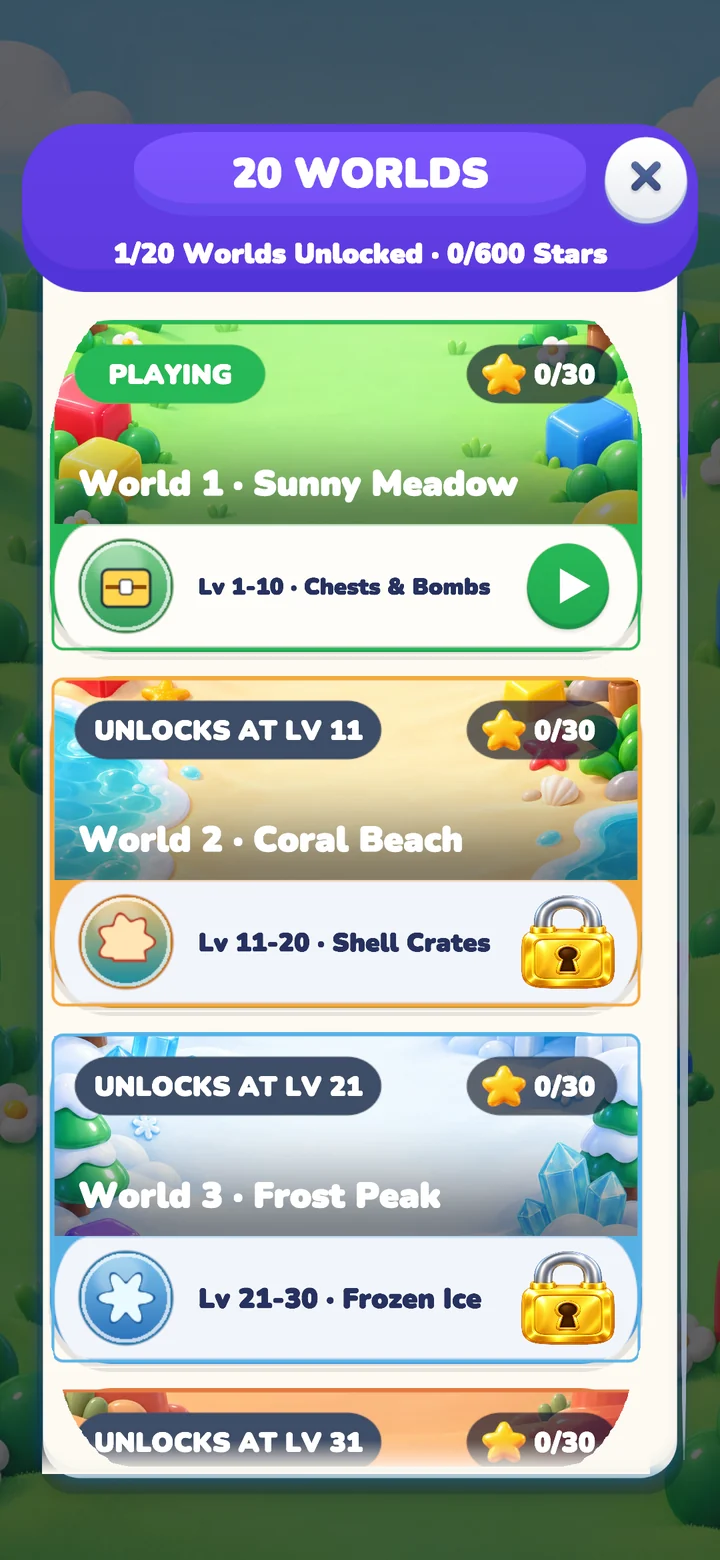 20 WORLDS
1/20 Worlds Unlocked · 0/600 Stars
PLAYING
0/30
World 1 · Sunny Meadow
Lv 1-10 · Chests & Bombs
UNLOCKS AT LV 11
0/30
World 2 · Coral Beach
Lv 11-20 · Shell Crates
UNLOCKS AT LV 21
0/30
World 3 · Frost Peak
Lv 21-30 · Frozen Ice
UNLOCKS AT LV 31
0/30